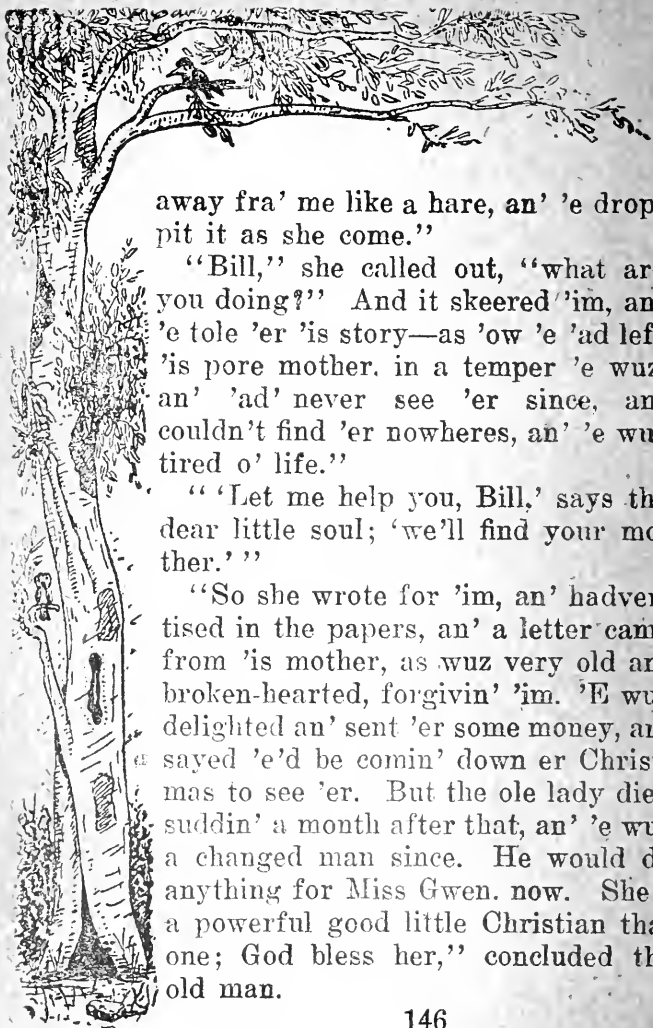 away fra' me like a hare, an' 'e drop
pit it as she come."
"Bill," she called out, "what ar
you doing?" And it skeered 'im, an
'e tole 'er 'is story—as 'ow 'e 'ad lef
'is pore mother. in a temper 'e wuz
an' 'ad' never see 'er since, an
couldn't find 'er nowheres, an' 'e wu
tired o' life."
" 'Let me help you, Bill,' says th
dear little soul; 'we'll find your mo
ther.' "
"So she wrote for 'im, an' hadver
tised in the papers, an' a letter cam
from 'is mother, as wuz very old an
broken-hearted, forgivin' 'im. 'E wu
delighted an' sent 'er some money, an
sayed 'e'd be comin' down er Christ
mas to see 'er. But the ole lady die
suddin' a month after that, an' 'e wu
a changed man since. He would d
anything for Miss Gwen. now. She
a powerful good little Christian tha
one; God bless her," concluded th
old man.
146